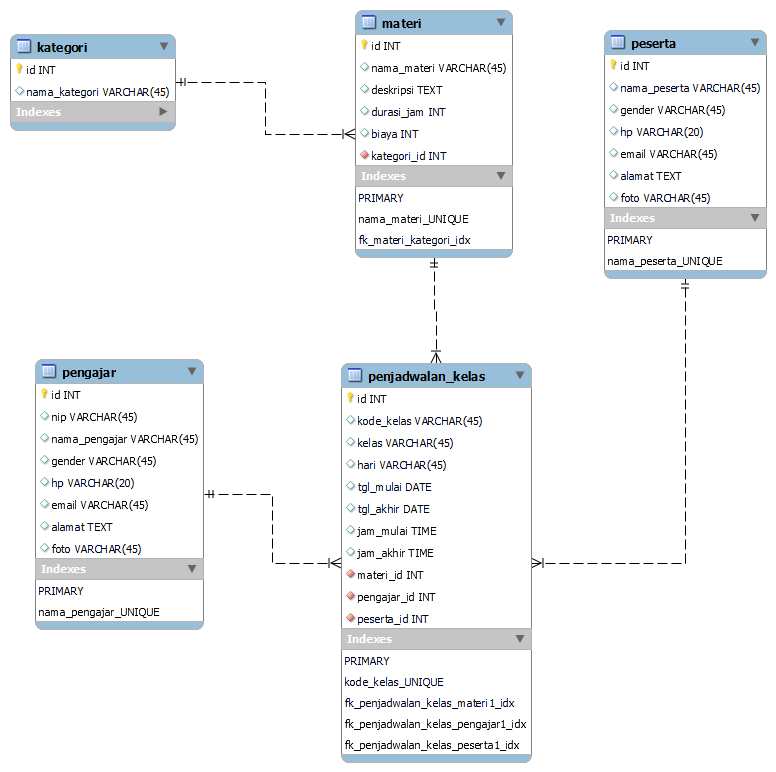 kategori
id INT
nama_kategori VARCHAR(45)
Indexes
materi
id INT
nama_materi VARCHAR(45)
deskripsi TEXT
durasi_jam INT
biaya INT
kategori_id INT
Indexes
PRIMARY
nama_materi_UNIQUE
fk_materi_kategori_idx
peserta
id INT
nama_peserta VARCHAR(45)
gender VARCHAR(45)
hp VARCHAR(20)
email VARCHAR(45)
alamat TEXT
foto VARCHAR(45)
Indexes
PRIMARY
nama_peserta_UNIQUE
pengajar
id INT
nip VARCHAR(45)
nama_pengajar VARCHAR(45)
gender VARCHAR(45)
hp VARCHAR(20)
email VARCHAR(45)
alamat TEXT
foto VARCHAR(45)
Indexes
PRIMARY
nama_pengajar_UNIQUE
penjadwalan_kelas
id INT
kode_kelas VARCHAR(45)
kelas VARCHAR(45)
hari VARCHAR(45)
tgl_mulai DATE
tgl_akhir DATE
jam_mulai TIME
jam_akhir TIME
materi_id INT
pengajar_id INT
peserta_id INT
Indexes
PRIMARY
kode_kelas_UNIQUE
fk_penjadwalan_kelas_materi1_idx
fk_penjadwalan_kelas_pengajar1_idx
fk_penjadwalan_kelas_peserta1_idx